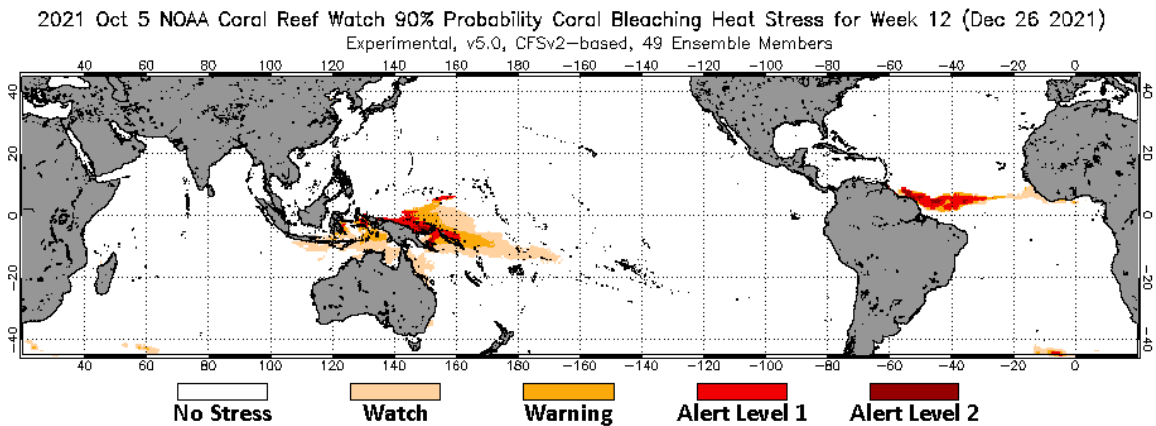 2021 Oct 5 NOAA Coral Reef Watch 90% Probability Coral Bleaching Heat Stress for Week 12 (Dec 26 2021)
Experimental, v5.0, CFSv2-based, 49 Ensemble Members
40 60 80 100 120 140 160 180 -160 -140 -120 -100 -80 -60 -40 -20 0
40 40
20 20
0 0
-20 -20
-40 -40
40 60 80 100 120 140 160 180 -160 -140 -120 -100 -80 -60 -40 -20 0
No Stress Watch Warning Alert Level 1 Alert Level 2